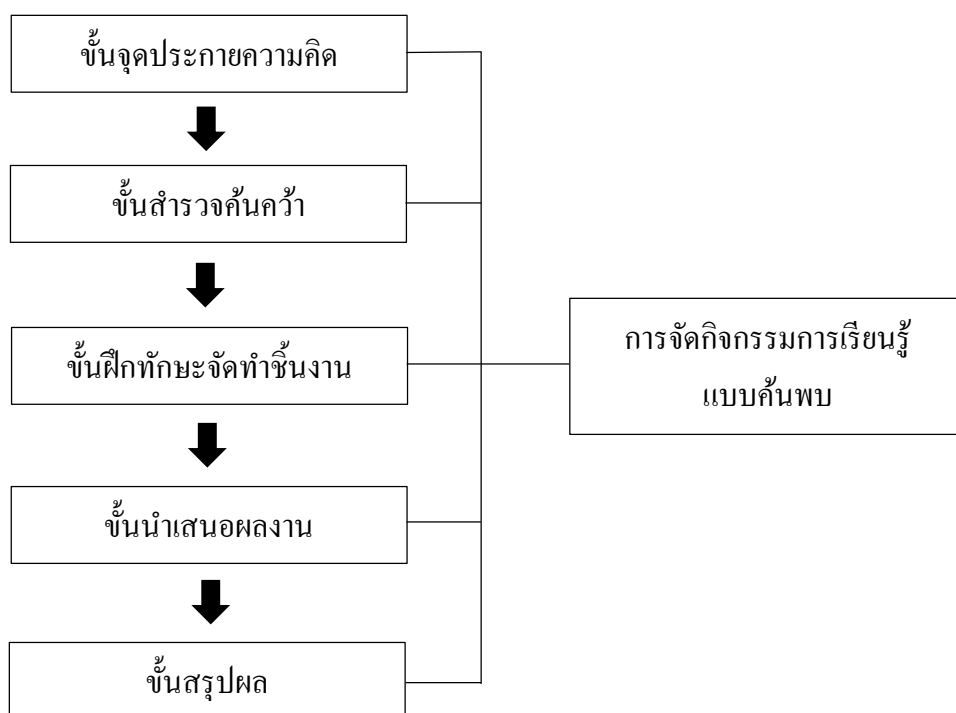 ขั้นจุดประกายความคิด
ขั้นสำรวจค้นคว้า
ขั้นฝึกทักษะจัดทำชิ้นงาน
ขั้นนำเสนอผลงาน
ขั้นสรุปผล
การจัดกิจกรรมการเรียนรู้
แบบค้นพบ